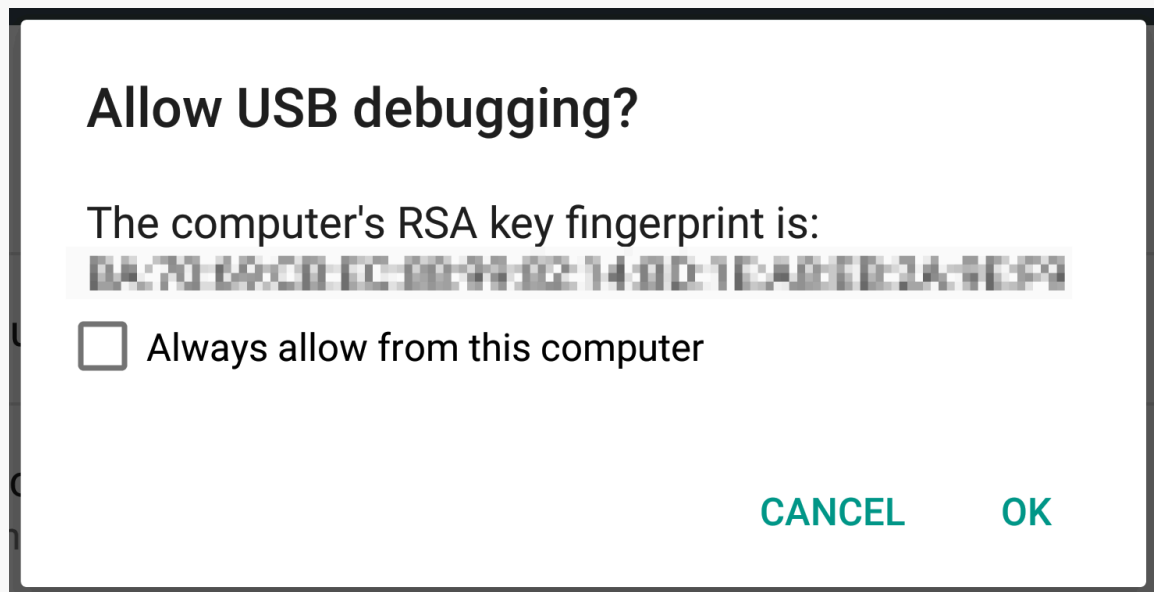 Allow USB debugging?
The computer's RSA key fingerprint is:
Always allow from this computer
CANCEL OK